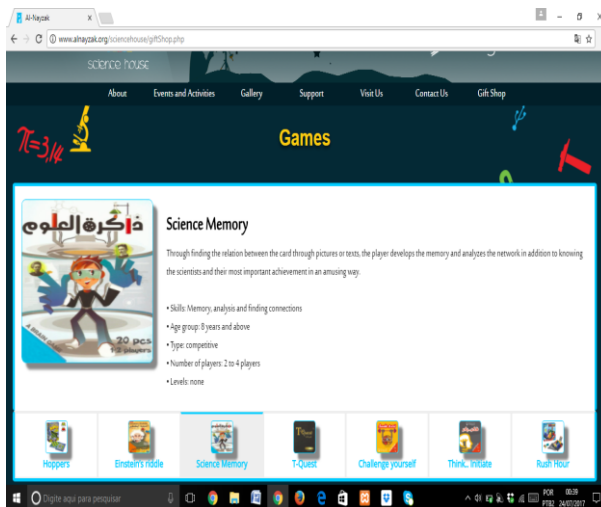 Al-Nayzak
www.alnayzak.org/sciencehouse/giftShop.php
science house
About Events and Activities Gallery Support Visit Us Contact Us Gift Shop
π=3,14
Games
ذاكرة العلوم
A BRAIN GAME
20 pcs
Science Memory
Through finding the relation between the card through pictures or texts, the player develops the memory and analyzes the network in addition to knowing
the scientists and their most important achievement in an amusing way.
• Skills: Memory, analysis and finding connections
• Age group: 8 years and above
• Type: competitive
• Number of players: 2 to 4 players
• Levels: none
Hoppers Einstein's riddle Science Memory T-Quest Challenge yourself Think.. Initiate Rush Hour
Digite aqui para pesquisar
POR 00:39
PTB2 24/07/2017